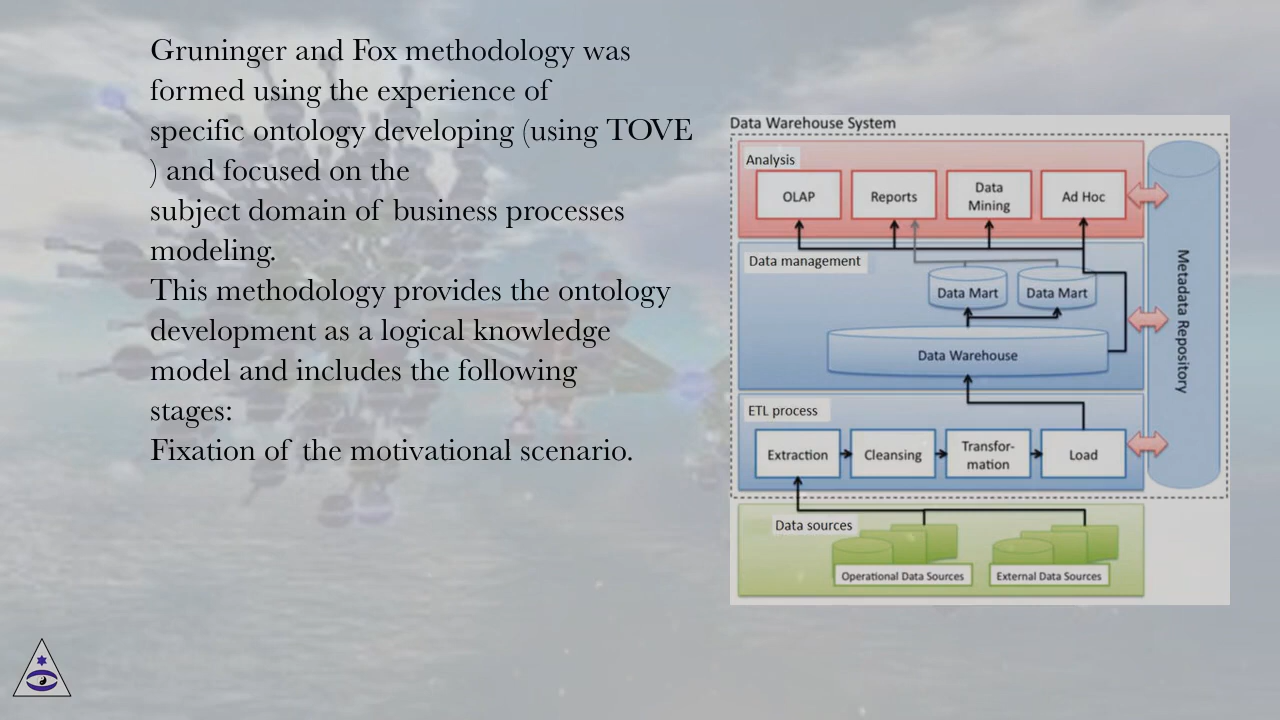 Gruninger and Fox methodology was
formed using the experience of
specific ontology developing (using TOVE
) and focused on the
subject domain of business processes
modeling.
This methodology provides the ontology
development as a logical knowledge
model and includes the following
stages:
Fixation of the motivational scenario.
Data Warehouse System
Analysis
OLAP
Reports
Data
Mining
Ad Hoc
Data management
Data Mart
Data Mart
Data Warehouse
ETL process
Extraction
Cleansing
Transfor-
mation
Load
Metadata Repository
Data sources
Operational Data Sources
External Data Sources